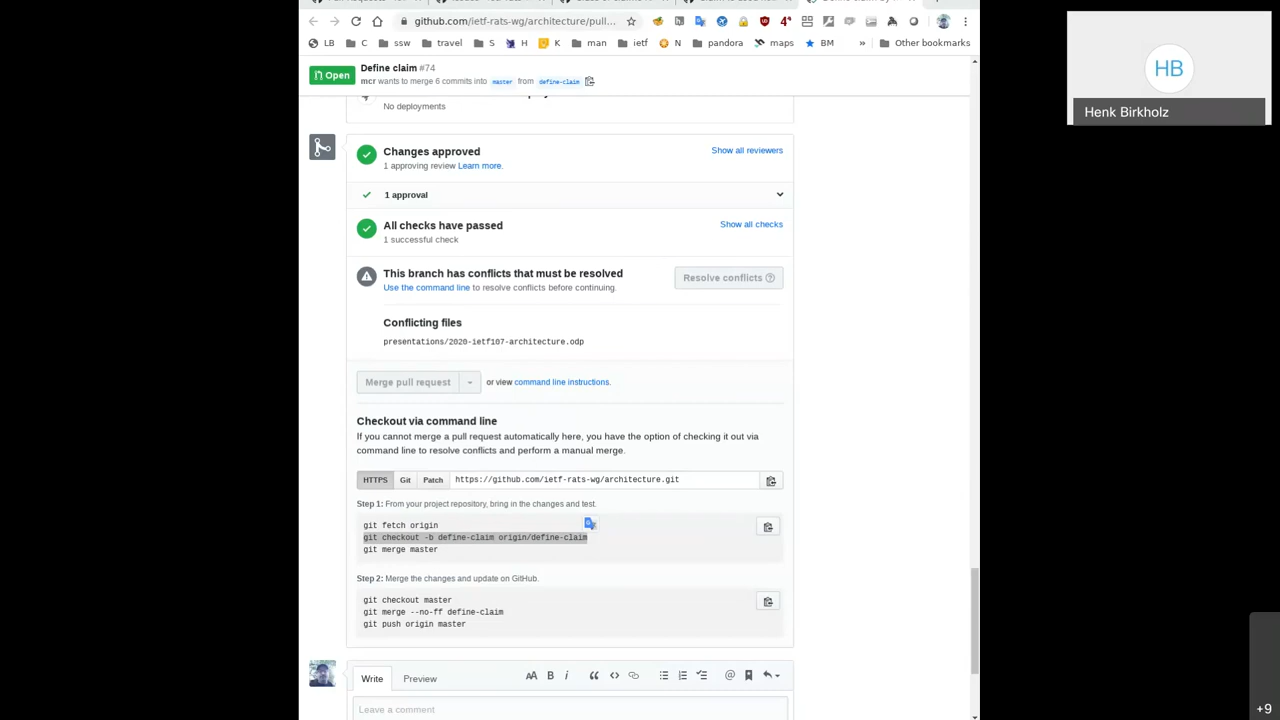 github.com/ietf-rats-wg/architecture/pull...
LB
C
ssw
travel
S
H
K
man
ietf
N
pandora
maps
BM
»
Other bookmarks
Open
Define claim #74
mcr wants to merge 6 commits into master from define-claim
No deployments
Changes approved
Show all reviewers
1 approving review Learn more.
1 approval
All checks have passed
Show all checks
1 successful check
This branch has conflicts that must be resolved
Resolve conflicts
Use the command line to resolve conflicts before continuing.
Conflicting files
presentations/2020-ietf107-architecture.odp
Merge pull request
or view command line instructions.
Checkout via command line
If you cannot merge a pull request automatically here, you have the option of checking it out via
command line to resolve conflicts and perform a manual merge.
HTTPS
Git
Patch
https://github.com/ietf-rats-wg/architecture.git
Step 1: From your project repository, bring in the changes and test.
git fetch origin
git checkout -b define-claim origin/define-claim
git merge master
Step 2: Merge the changes and update on GitHub.
git checkout master
git merge --no-ff define-claim
git push origin master
Write
Preview
AA B i
Leave a comment
HB
Henk Birkholz
+9